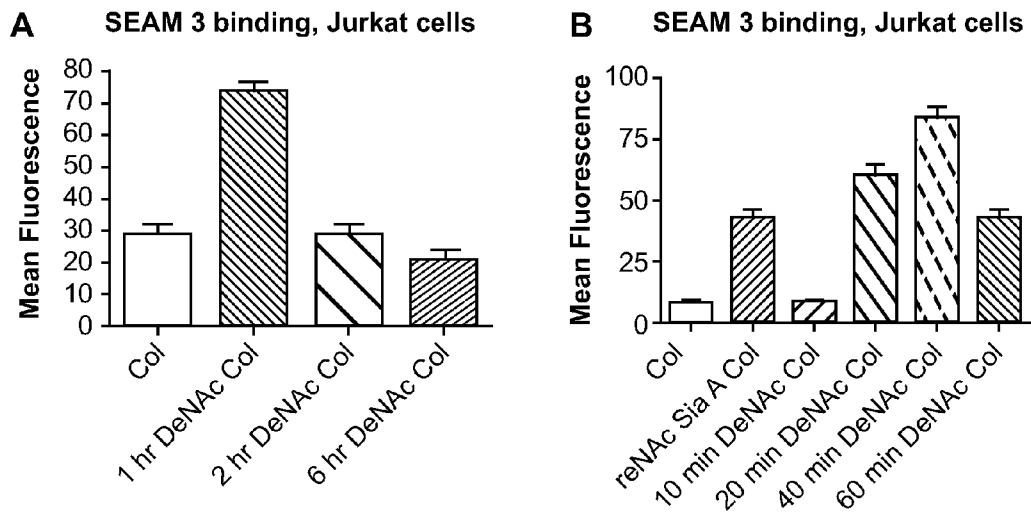 A SEAM 3 binding, Jurkat cells
Mean Fluorescence
80
70
60
50
40
30
20
10
0
Col
1 hr DeNAc Col
2 hr DeNAc Col
6 hr DeNAc Col
B SEAM 3 binding, Jurkat cells
Mean Fluorescence
100
75
50
25
0
Col
reNAc Sia A Col
10 min DeNAc Col
20 min DeNAc Col
40 min DeNAc Col
60 min DeNAc Col